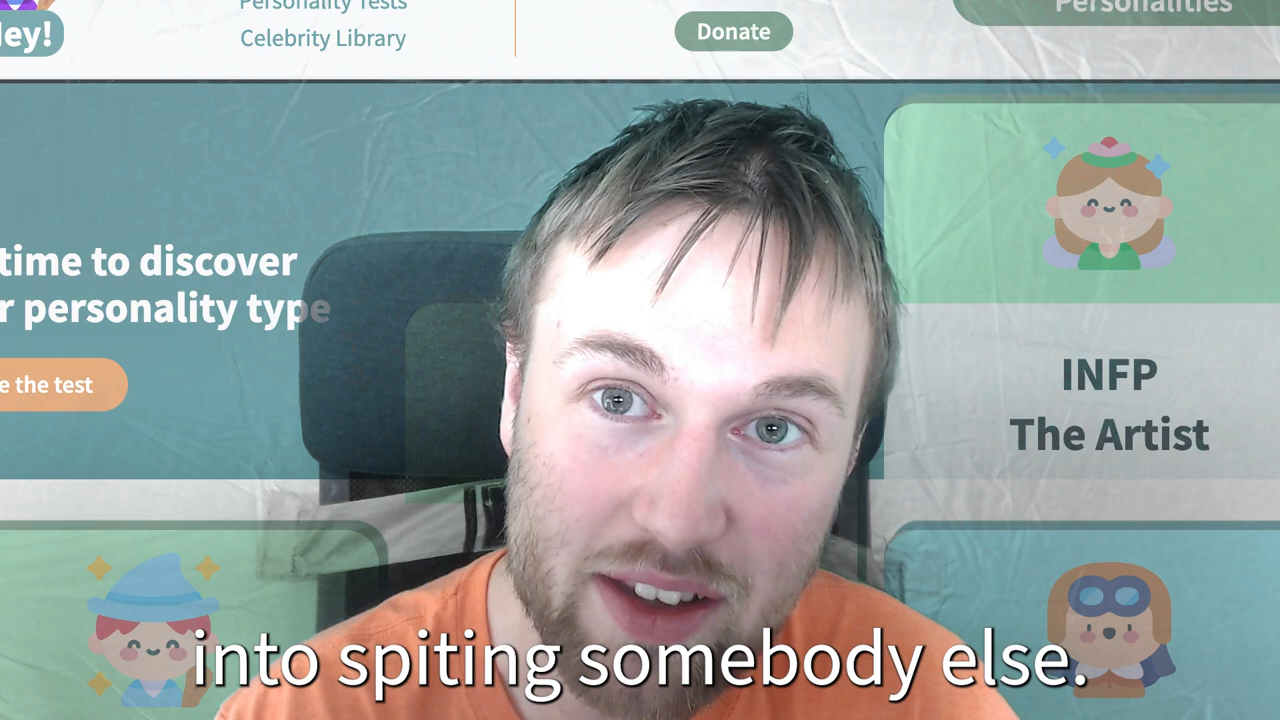 Personality Tests
Personalities
Hey!
Celebrity Library
Donate
time to discover
r personality type
e the test
INFP
The Artist
into spiting somebody else.